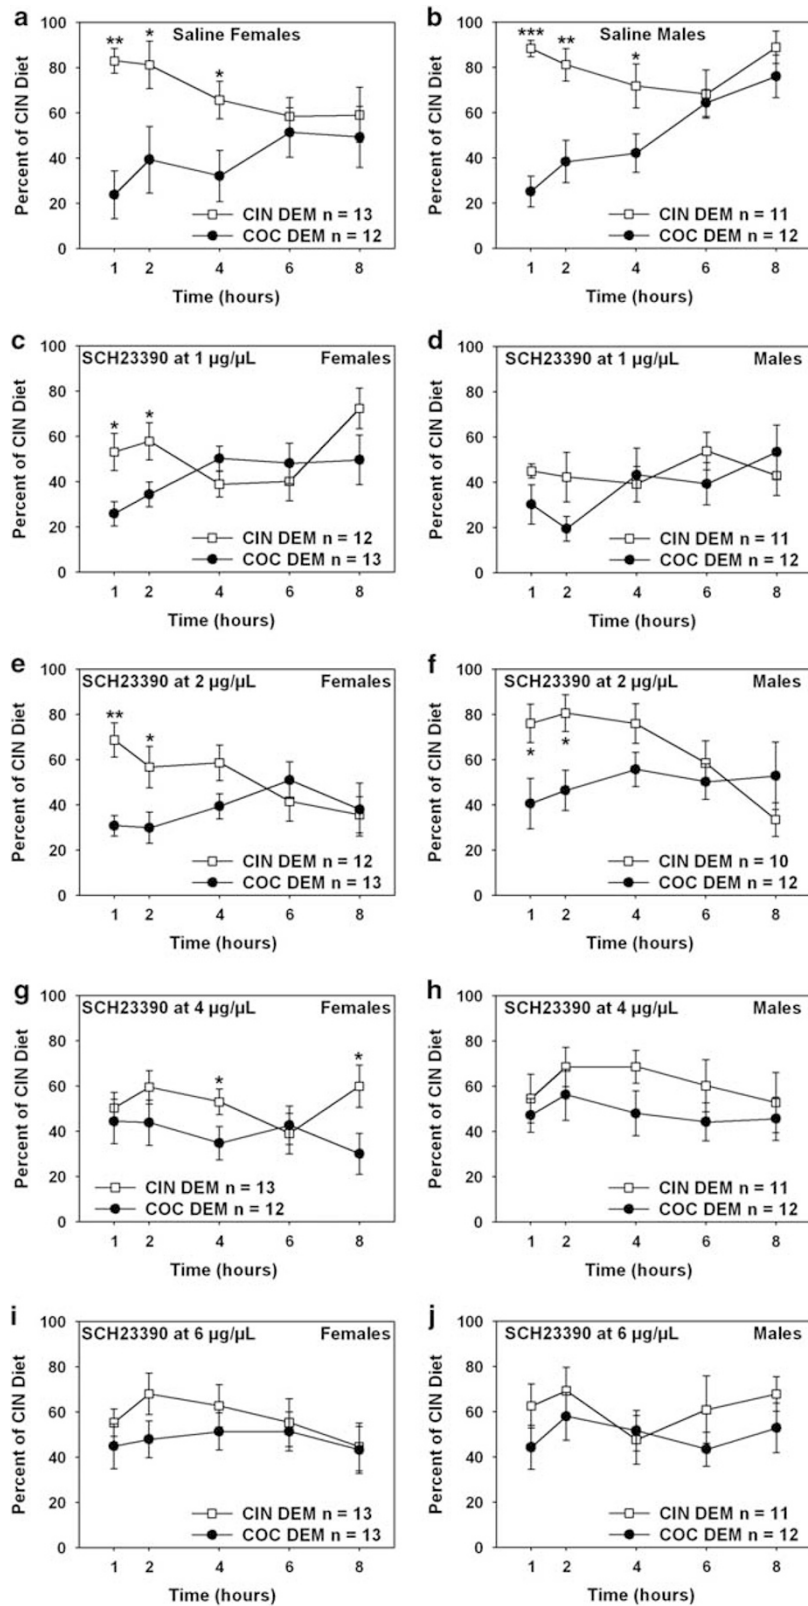 a
b
Saline Females
Saline Males
Percent of CIN Diet
100
80
60
40
20
0
** * *
CIN DEM n = 13
COC DEM n = 12
1 2 4 6 8
Time (hours)
Percent of CIN Diet
100
80
60
40
20
0
*** ** *
CIN DEM n = 11
COC DEM n = 12
1 2 4 6 8
Time (hours)
c
SCH23390 at 1 µg/µL Females
Percent of CIN Diet
100
80
60
40
20
0
* *
CIN DEM n = 12
COC DEM n = 13
1 2 4 6 8
Time (hours)
d
SCH23390 at 1 µg/µL Males
Percent of CIN Diet
100
80
60
40
20
0
CIN DEM n = 11
COC DEM n = 12
1 2 4 6 8
Time (hours)
e
SCH23390 at 2 µg/µL Females
Percent of CIN Diet
100
80
60
40
20
0
** *
CIN DEM n = 12
COC DEM n = 13
1 2 4 6 8
Time (hours)
f
SCH23390 at 2 µg/µL Males
Percent of CIN Diet
100
80
60
40
20
0
* *
CIN DEM n = 10
COC DEM n = 12
1 2 4 6 8
Time (hours)
g
SCH23390 at 4 µg/µL Females
Percent of CIN Diet
100
80
60
40
20
0
* *
CIN DEM n = 13
COC DEM n = 12
1 2 4 6 8
Time (hours)
h
SCH23390 at 4 µg/µL Males
Percent of CIN Diet
100
80
60
40
20
0
CIN DEM n = 11
COC DEM n = 12
1 2 4 6 8
Time (hours)
i
SCH23390 at 6 µg/µL Females
Percent of CIN Diet
100
80
60
40
20
0
CIN DEM n = 13
COC DEM n = 13
1 2 4 6 8
Time (hours)
j
SCH23390 at 6 µg/µL Males
Percent of CIN Diet
100
80
60
40
20
0
CIN DEM n = 11
COC DEM n = 12
1 2 4 6 8
Time (hours)